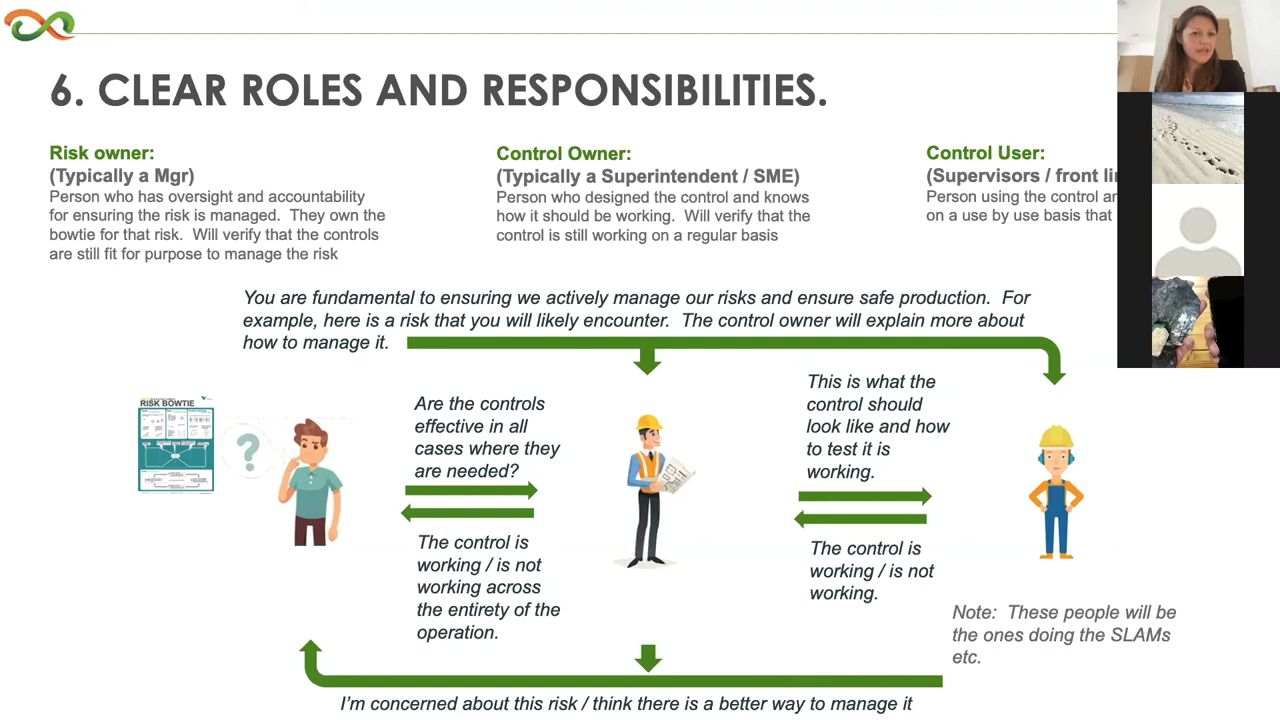 6. CLEAR ROLES AND RESPONSIBILITIES.
Risk owner:
(Typically a Mgr)
Person who has oversight and accountability
for ensuring the risk is managed. They own the
bowtie for that risk. Will verify that the controls
are still fit for purpose to manage the risk
Control Owner:
(Typically a Superintendent / SME)
Person who designed the control and knows
how it should be working. Will verify that the
control is still working on a regular basis
Control User:
(Supervisors / front
Person using the control
on a use by use basis that
You are fundamental to ensuring we actively manage our risks and ensure safe production. For
example, here is a risk that you will likely encounter. The control owner will explain more about
how to manage it.
RISK BOWTIE
?
Are the controls
effective in all
cases where they
are needed?
The control is
working / is not
working across
the entirety of the
operation.
This is what the
control should
look like and how
to test it is
working.
The control is
working / is not
working.
Note: These people will be
the ones doing the SLAMs
etc.
I'm concerned about this risk / think there is a better way to manage it